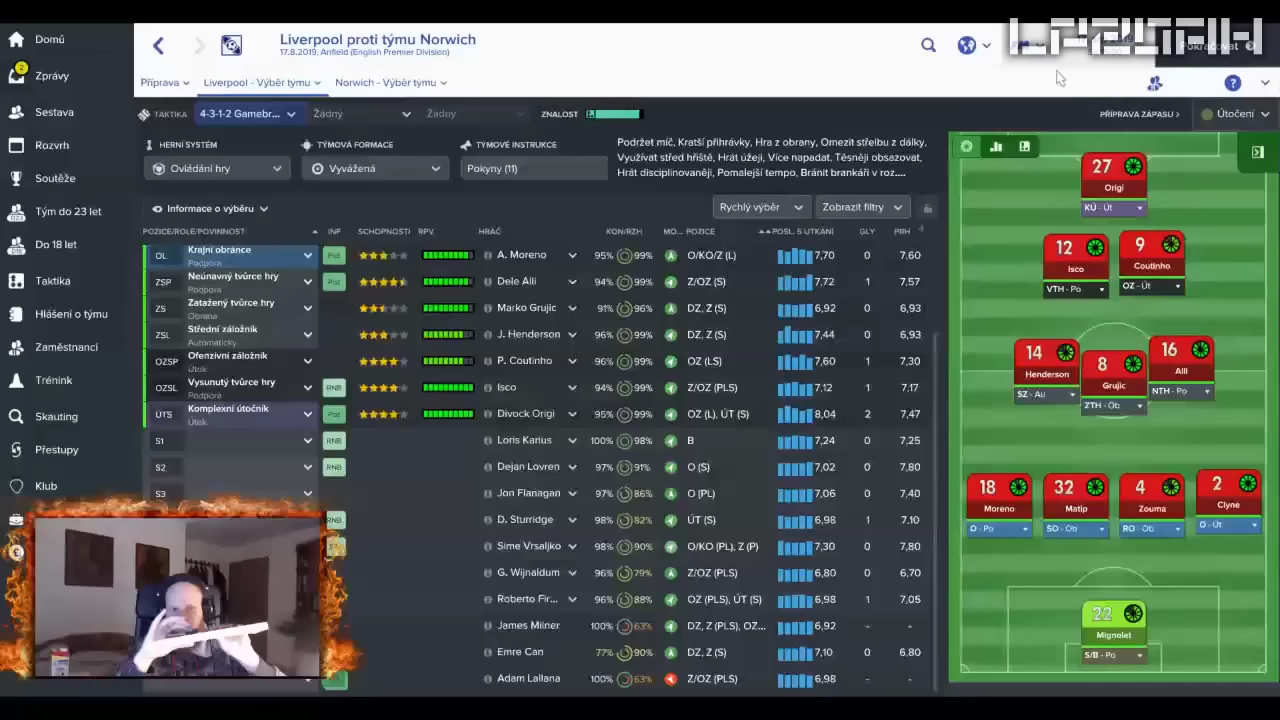 Domů
Zprávy
2
Sestava
Rozvrh
Soutěže
Tým do 23 let
Do 18 let
Taktika
Hlášení o týmu
Zaměstnanci
Trénink
Skauting
Přestupy
Klub
Liverpool proti týmu Norwich
17.8.2019, Anfield (English Premier Division)
Pokračovat
Příprava
Liverpool - Výběr týmu
Norwich - Výběr týmu
TAKTIKA
4-3-1-2 Gamebr...
Žádný
Žádný
ZNALOST
PŘÍPRAVA ZÁPASU >
Útočení
HERNÍ SYSTÉM
TÝMOVÁ FORMACE
TÝMOVÉ INSTRUKCE
Ovládání hry
Vyvážená
Pokyny (11)
Podržet míč, Kratší přihrávky, Hra z obrany, Omezit střelbu z dálky,
Využívat střed hřiště, Hrát úžeji, Více napadat, Těsněji obsazovat,
Hrát disciplinovaněji, Pomalejší tempo, Bránit brankáři v roz....
Informace o výběru
Rychlý výběr
Zobrazit filtry
POZICE/ROLE/POVINNOST INF SCHOPNOSTI RPV. HRÁČ KON/RZH MO... POZICE POSL. 5 UTKÁNÍ GLY PRH
OL Krajní obránce Podpora Poz A. Moreno 95% 99% O/KO/Z (L) 7,70 0 7,60
ZSP Neúnavný tvůrce hry Podpora Poz Dele Alli 94% 99% Z/OZ (S) 7,72 1 7,57
ZS Zatažený tvůrce hry Obrana Marko Grujic 91% 96% DZ, Z (S) 6,92 0 6,93
ZSL Střední záložník Automaticky J. Henderson 96% 99% DZ, Z (S) 7,44 0 6,93
OZSP Ofenzivní záložník Útok P. Coutinho 96% 99% OZ (LS) 7,60 1 7,30
OZSL Vysunutý tvůrce hry Podpora RNB Isco 94% 99% Z/OZ (PLS) 7,12 1 7,17
ÚTS Komplexní útočník Útok Poz Divock Origi 95% 99% OZ (L), ÚT (S) 8,04 2 7,47
S1 RNB Loris Karius 100% 98% B 7,24 0 7,25
S2 RNB Dejan Lovren 97% 91% O (S) 7,02 0 7,80
S3 Jon Flanagan 97% 86% O (PL) 7,06 0 7,40
RNB D. Sturridge 98% 82% ÚT (S) 6,98 1 7,10
Sime Vrsaljko 98% 90% O/KO (PL), Z (P) 7,30 0 7,80
G. Wijnaldum 96% 79% Z/OZ (PLS) 6,80 0 6,70
Roberto Fir... 96% 88% OZ (PLS), ÚT (S) 6,98 1 7,05
James Milner 100% 63% DZ, Z (PLS), OZ... 6,92 - -
Emre Can 77% 90% DZ, Z (S) 7,10 0 6,80
Adam Lallana 100% 63% Z/OZ (PLS) 6,98 - -
27
Origi
KÚ - Út
12
Isco
VTH - Po
9
Coutinho
OZ - Út
14
Henderson
SZ - Au
8
Grujic
ZTH - Ob
16
Alli
NTH - Po
18
Moreno
O - Po
32
Matip
SO - Ob
4
Zouma
RO - Ob
2
Clyne
O - Út
22
Mignolet
S/B - Po